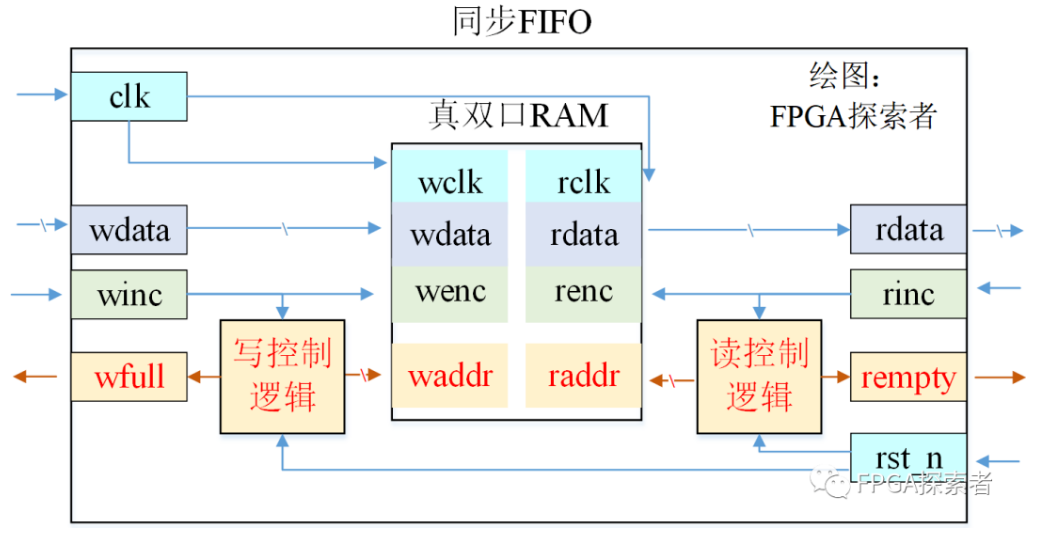 同步FIFO
绘图：
FPGA探索者
clk
真双口RAM
wclk
rclk
wdata
wdata
rdata
rdata
winc
wenc
renc
rinc
写控制
逻辑
读控制
逻辑
wfull
waddr
raddr
rempty
rst_n
FPGA探索者